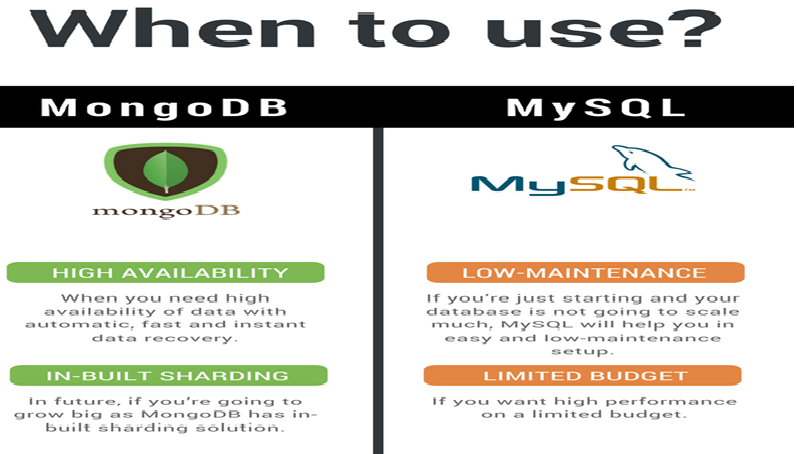 When to use?
MongoDB
MySQL
mongoDB
HIGH AVAILABILITY
When you need high
availability of data with
automatic, fast and instant
data recovery.
IN-BUILT SHARDING
In future, if you're going to
grow big as MongoDB has in-
built sharding solution.
MySQL™
LOW-MAINTENANCE
If you're just starting and your
database is not going to scale
much, MySQL will help you in
easy and low-maintenance
setup.
LIMITED BUDGET
If you want high performance
on a limited budget.